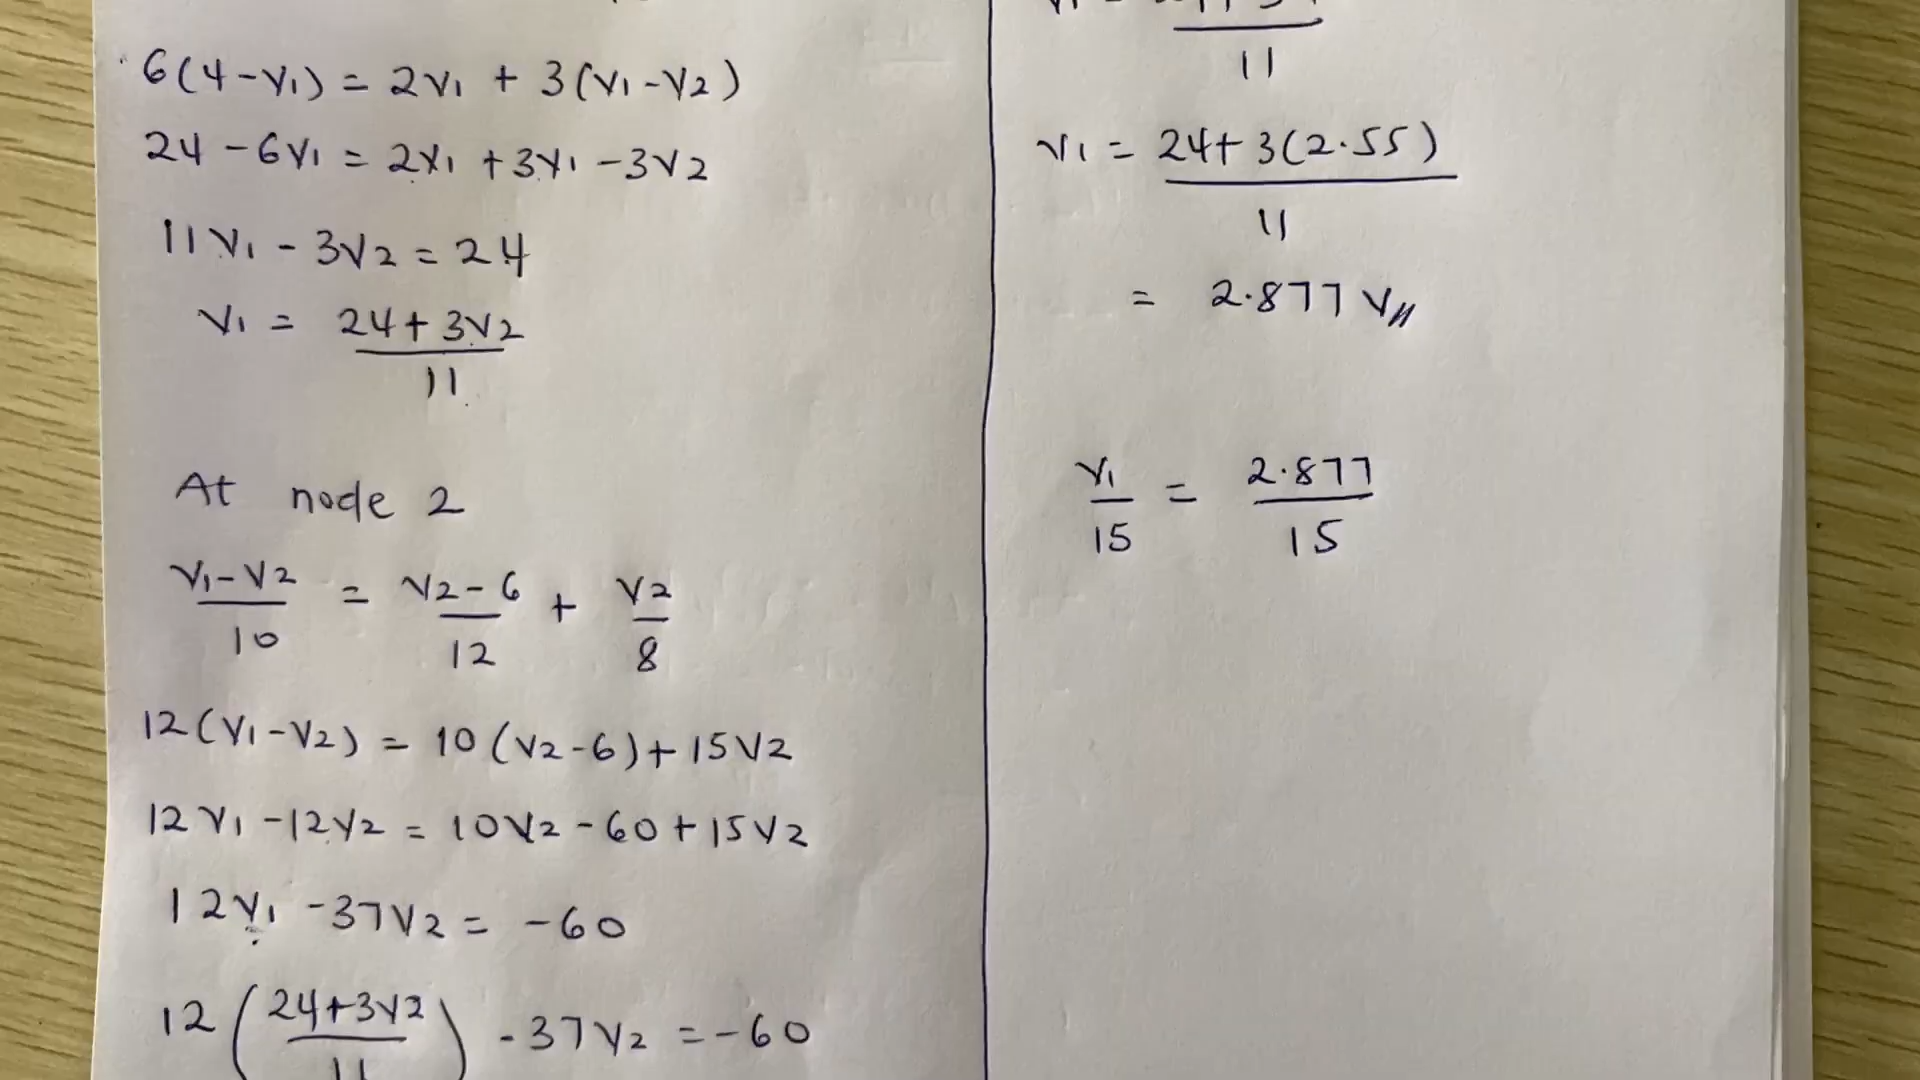 6(4-V1) = 2V1 + 3(V1-V2)
24 - 6V1 = 2V1 + 3V1 - 3V2
11V1 - 3V2 = 24
V1 = 24+3V2
11
At node 2
V1-V2 = V2-6 + V2
10 12 8
12(V1-V2) = 10(V2-6) + 15V2
12V1 - 12V2 = 10V2 - 60 + 15V2
12V1 - 37V2 = -60
12(24+3V2) - 37V2 = -60
11
11
V1 = 24+3(2.55)
11
= 2.877 V
V1 = 2.877
15 15